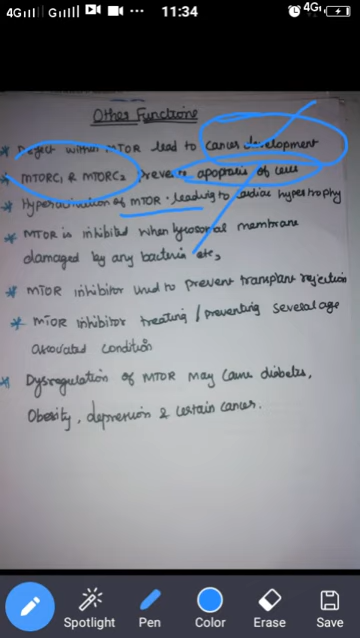 4G 11:34 4G
Other Functions
* Defect within MTOR lead to cancer development
* MTORC1 & MTORC2 prevents apoptosis of cells
* Hyperactivation of MTOR leading to cardiac hypertrophy
* MTOR is inhibited when lysosomal membrane
damaged by any bacteria etc,
* MTOR inhibitor used to prevent transplant rejection
* MTOR inhibitor treating / preventing several age
associated condition
* Dysregulation of MTOR may cause diabetes,
Obesity, depression & certain cancer.
Spotlight Pen Color Erase Save